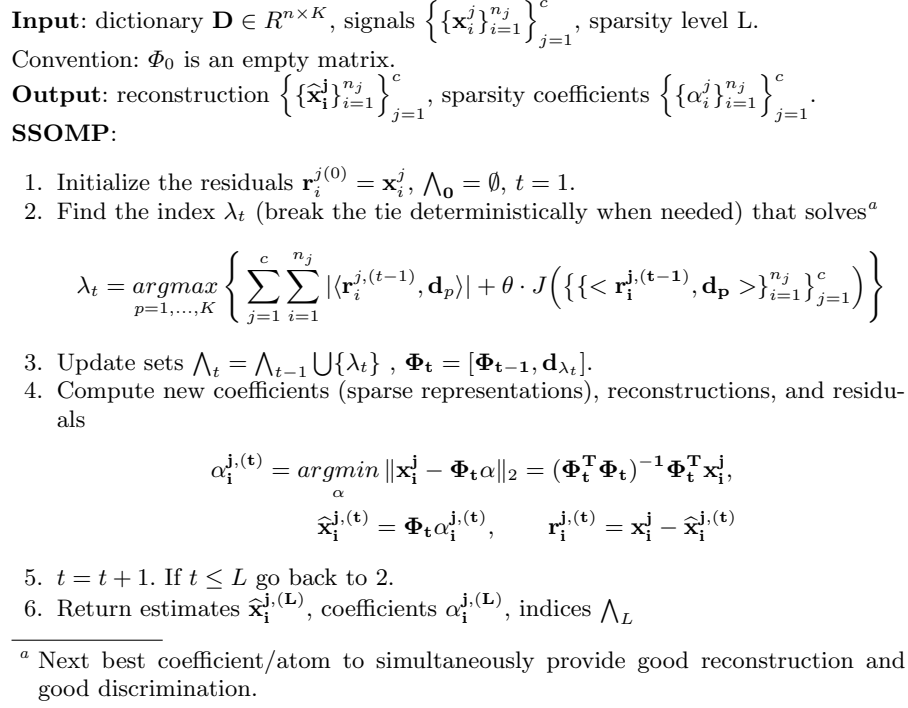 Input: dictionary D ∈ R^{n×K}, signals {{x_i^j}_{i=1}^{n_j}}_{j=1}^c, sparsity level L.
Convention: Φ_0 is an empty matrix.
Output: reconstruction {{x̂_i^j}_{i=1}^{n_j}}_{j=1}^c, sparsity coefficients {{α_i^j}_{i=1}^{n_j}}_{j=1}^c.
SSOMP:
1. Initialize the residuals r_i^{j(0)} = x_i^j, ⋀_0 = ∅, t = 1.
2. Find the index λ_t (break the tie deterministically when needed) that solves^a
λ_t = argmax_{p=1,...,K} { ∑_{j=1}^c ∑_{i=1}^{n_j} |⟨r_i^{j,(t−1)}, d_p⟩| + θ · J({{< r_i^{j,(t−1)}, d_p >}_{i=1}^{n_j}}_{j=1}^c) }
3. Update sets ⋀_t = ⋀_{t−1} ⋃{λ_t} , Φ_t = [Φ_{t−1}, d_{λ_t}].
4. Compute new coefficients (sparse representations), reconstructions, and residu-
als
α_i^{j,(t)} = argmin_α ‖x_i^j − Φ_t α‖_2 = (Φ_t^T Φ_t)^{−1} Φ_t^T x_i^j,
x̂_i^{j,(t)} = Φ_t α_i^{j,(t)}, r_i^{j,(t)} = x_i^j − x̂_i^{j,(t)}
5. t = t + 1. If t ≤ L go back to 2.
6. Return estimates x̂_i^{j,(L)}, coefficients α_i^{j,(L)}, indices ⋀_L
a Next best coefficient/atom to simultaneously provide good reconstruction and
good discrimination.